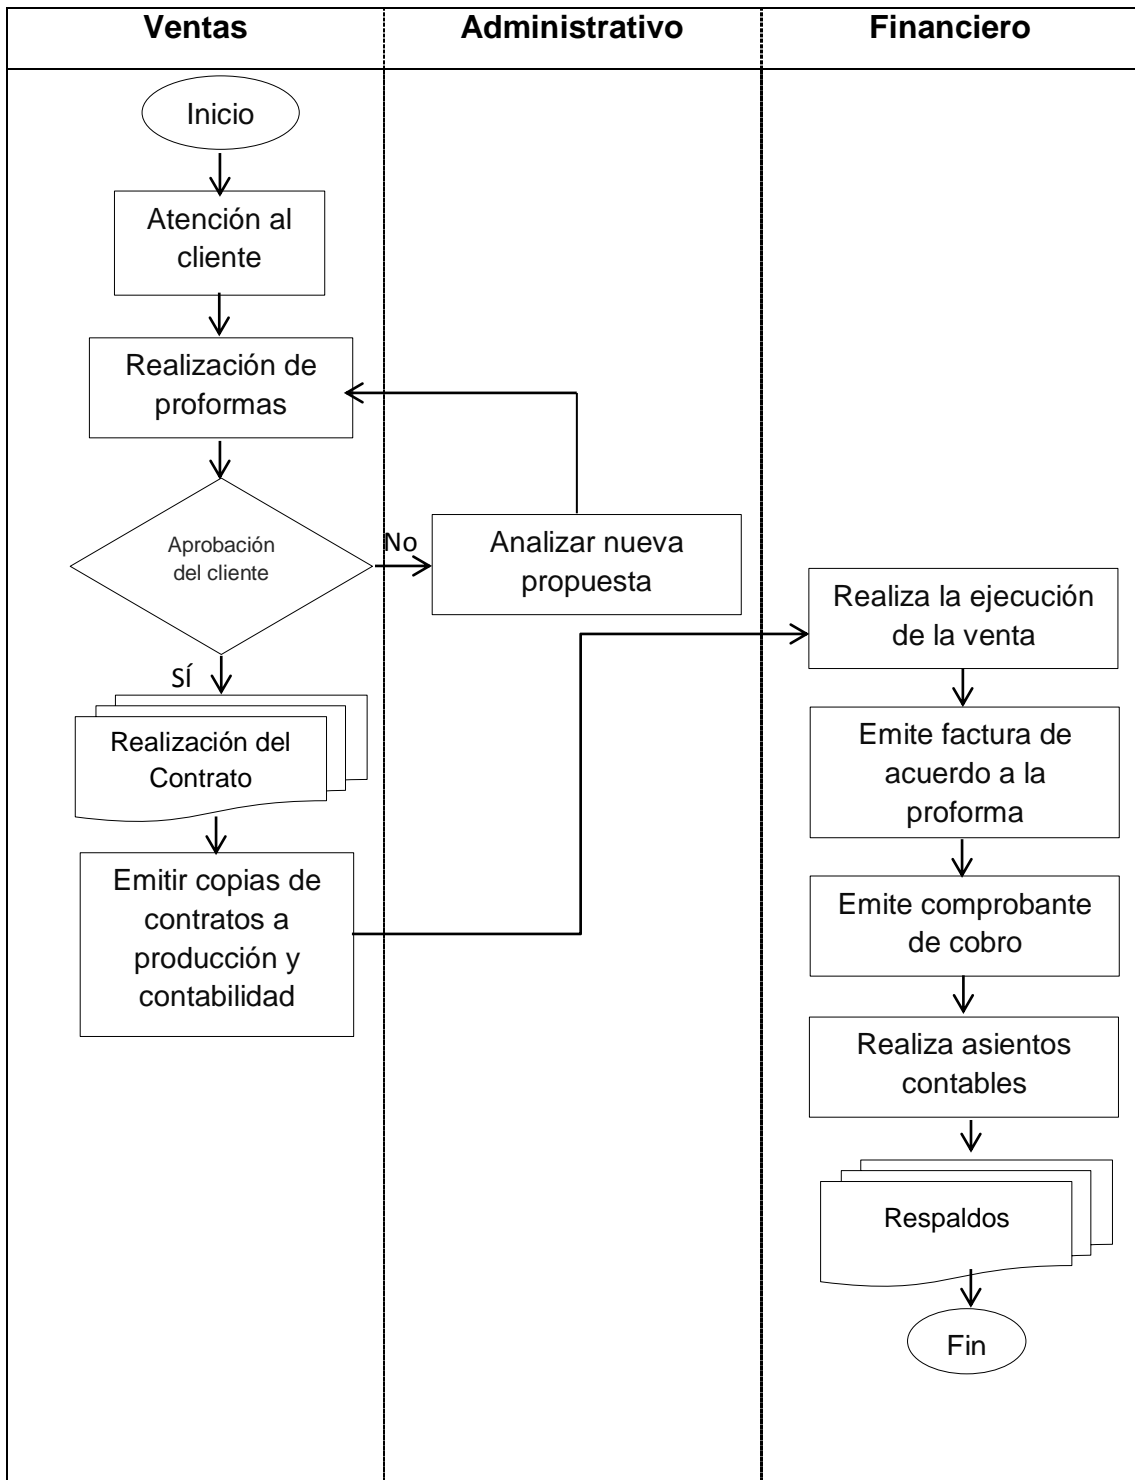 Ventas
Administrativo
Financiero
Inicio
Atención al
cliente
Realización de
proformas
Aprobación
del cliente
No
Analizar nueva
propuesta
SÍ
Realización del
Contrato
Emitir copias de
contratos a
producción y
contabilidad
Realiza la ejecución
de la venta
Emite factura de
acuerdo a la
proforma
Emite comprobante
de cobro
Realiza asientos
contables
Respaldos
Fin